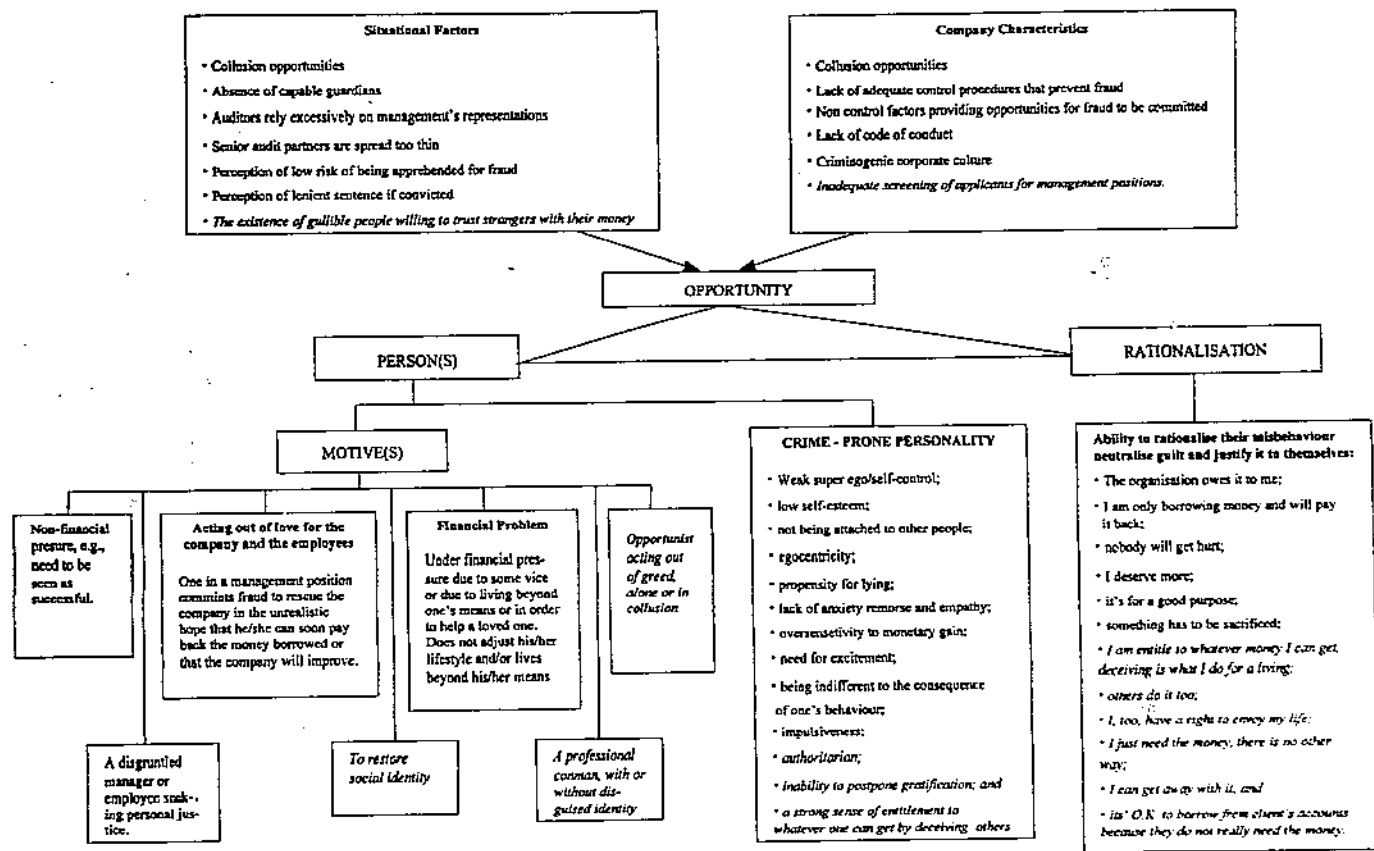 Situational Factors
• Collusion opportunities
• Absence of capable guardians
• Auditors rely excessively on management's representations
• Senior audit partners are spread too thin
• Perception of low risk of being apprehended for fraud
• Perception of lenient sentence if convicted
• The existence of gullible people willing to trust strangers with their money
Company Characteristics
• Collusion opportunities
• Lack of adequate control procedures that prevent fraud
• Non control factors providing opportunities for fraud to be committed
• Lack of code of conduct
• Crimisogenic corporate culture
• Inadequate screening of applicants for management positions.
OPPORTUNITY
PERSON(S)
RATIONALISATION
MOTIVE(S)
Non-financial
presure, e.g.,
need to be
seen as
successful.
Acting out of love for the
company and the employees
One in a management position
commits fraud to rescue the
company in the unrealistic
hope that he/she can soon pay
back the money borrowed or
that the company will improve.
Financial Problem
Under financial pres-
sure due to some vice
or due to living beyond
one's means or in order
to help a loved one.
Does not adjust his/her
lifestyle and/or lives
beyond his/her means
Opportunist
acting out
of greed,
alone or in
collusion
A disgruntled
manager or
employee seek-
ing personal jus-
tice.
To restore
social identity
A professional
conman, with or
without dis-
guised identity
CRIME - PRONE PERSONALITY
• Weak super ego/self-control;
• low self-esteem;
• not being attached to other people;
• egocentricity;
• propensity for lying;
• lack of anxiety remorse and empathy;
• oversensetivity to monetary gain;
• need for excitement;
• being indifferent to the consequence
of one's behaviour;
• impulsiveness;
• authoritarian;
• inability to postpone gratification; and
• a strong sense of entitlement to
whatever one can get by deceiving others
Ability to rationalise their misbehaviour
neutralise guilt and justify it to themselves:
• The organisation owes it to me;
• I am only borrowing money and will pay
it back;
• nobody will get hurt;
• I deserve more;
• it's for a good purpose;
• something has to be sacrificed;
• I am entitle to whatever money I can get,
deceiving is what I do for a living;
• others do it too;
• I, too, have a right to envoy my life;
• I just need the money, there is no other
way;
• I can get away with it, and
• its' O.K. to borrow from client's accounts
because they do not really need the money.